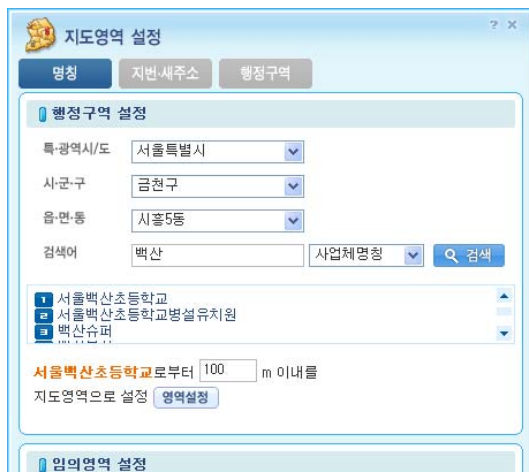 지도영역 설정
? X
명칭 지번·새주소 행정구역
행정구역 설정
특·광역시/도 서울특별시
시·군·구 금천구
읍·면·동 시흥5동
검색어 백산 사업체명칭 검색
1 서울백산초등학교
2 서울백산초등학교병설유치원
3 백산슈퍼
서울백산초등학교로부터 100 m 이내를
지도영역으로 설정 영역설정
임의영역 설정